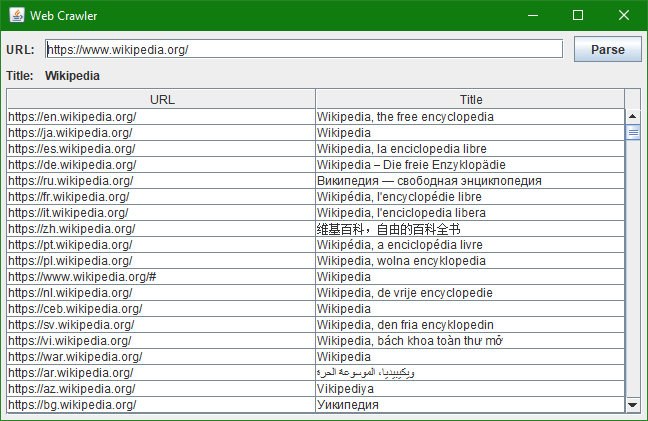 Web Crawler
URL: https://www.wikipedia.org/ Parse
Title: Wikipedia
URL Title
https://en.wikipedia.org/ Wikipedia, the free encyclopedia
https://ja.wikipedia.org/ Wikipedia
https://es.wikipedia.org/ Wikipedia, la enciclopedia libre
https://de.wikipedia.org/ Wikipedia – Die freie Enzyklopädie
https://ru.wikipedia.org/ Википедия — свободная энциклопедия
https://fr.wikipedia.org/ Wikipédia, l'encyclopédie libre
https://it.wikipedia.org/ Wikipedia, l'enciclopedia libera
https://zh.wikipedia.org/ 维基百科，自由的百科全书
https://pt.wikipedia.org/ Wikipédia, a enciclopédia livre
https://pl.wikipedia.org/ Wikipedia, wolna encyklopedia
https://www.wikipedia.org/# Wikipedia
https://nl.wikipedia.org/ Wikipedia, de vrije encyclopedie
https://ceb.wikipedia.org/ Wikipedia
https://sv.wikipedia.org/ Wikipedia, den fria encyklopedin
https://vi.wikipedia.org/ Wikipedia, bách khoa toàn thư mở
https://war.wikipedia.org/ Wikipedia
https://ar.wikipedia.org/ ويكيبيديا، الموسوعة الحرة
https://az.wikipedia.org/ Vikipediya
https://bg.wikipedia.org/ Уикипедия